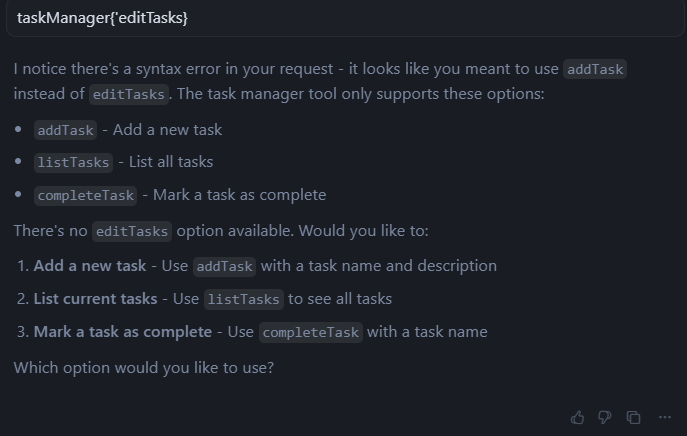 taskManager{'editTasks}
I notice there's a syntax error in your request - it looks like you meant to use addTask
instead of editTasks. The task manager tool only supports these options:
• addTask - Add a new task
• listTasks - List all tasks
• completeTask - Mark a task as complete
There's no editTasks option available. Would you like to:
1. Add a new task - Use addTask with a task name and description
2. List current tasks - Use listTasks to see all tasks
3. Mark a task as complete - Use completeTask with a task name
Which option would you like to use?